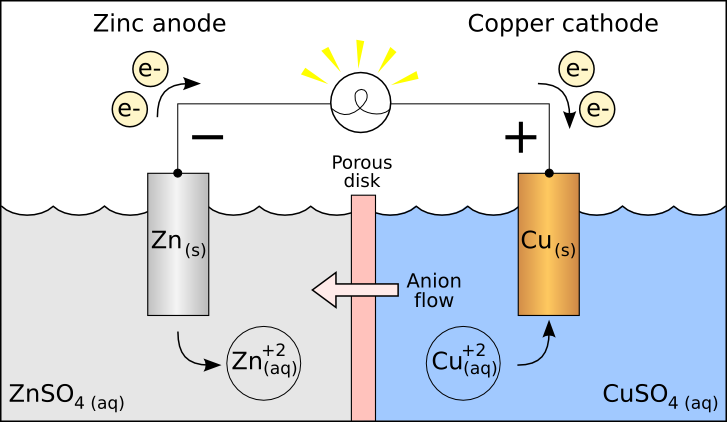 Zinc anode
Copper cathode
e-
e-
e-
e-
−
+
Porous
disk
Zn(s)
Cu(s)
Anion
flow
Zn+2(aq)
Cu+2(aq)
ZnSO4 (aq)
CuSO4 (aq)